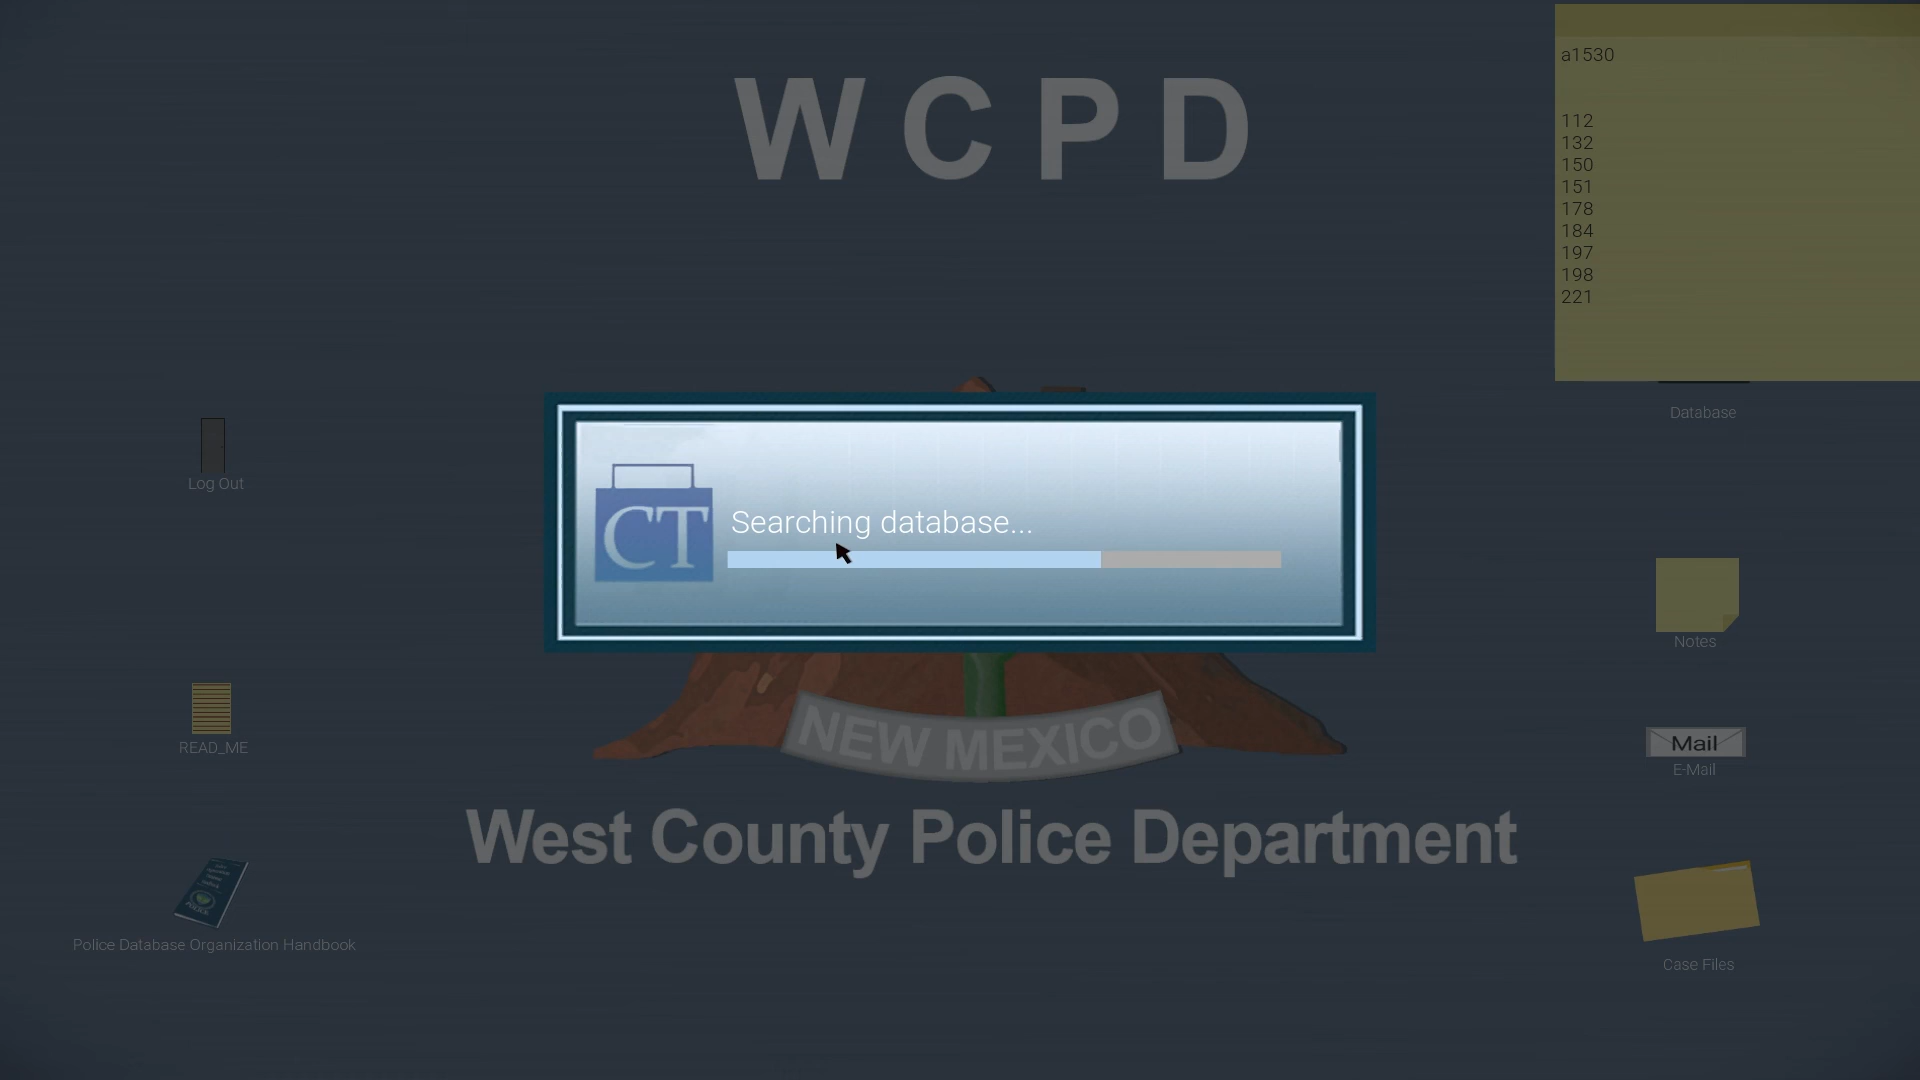 W C P D
a1530
112
132
150
151
178
184
197
198
221
Database
Log Out
CT
Searching database...
Notes
READ_ME
NEW MEXICO
Mail
E-Mail
West County Police Department
Police Database Organization Handbook
Case Files